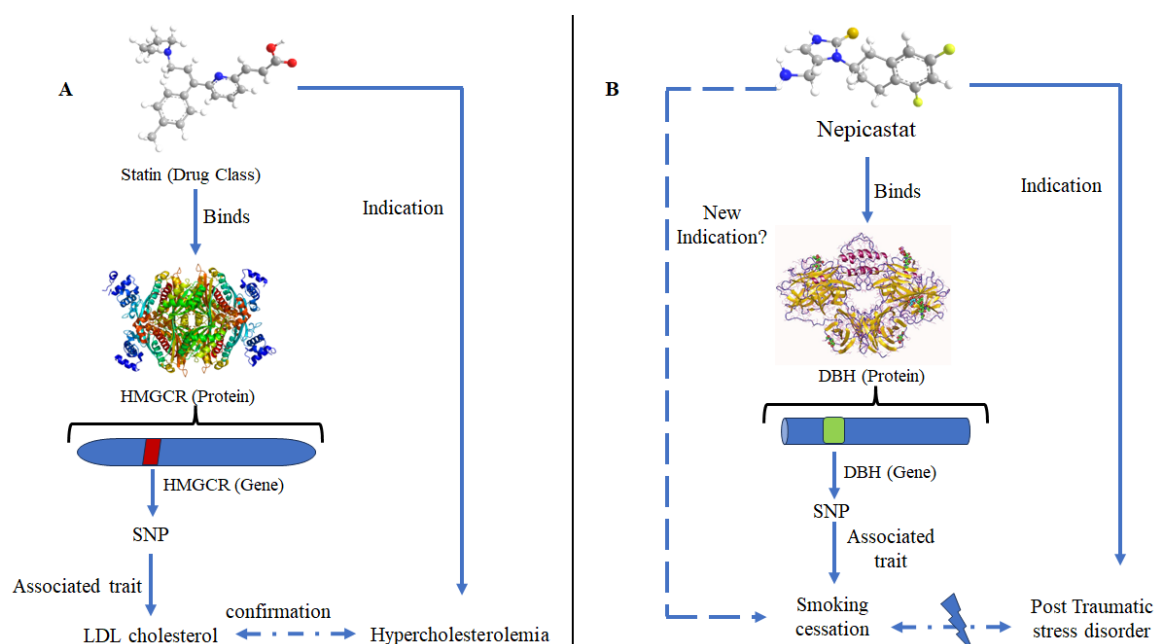 A
Statin (Drug Class)
Binds
Indication
HMGCR (Protein)
HMGCR (Gene)
SNP
Associated trait
confirmation
LDL cholesterol
Hypercholesterolemia
B
Nepicastat
Binds
Indication
New
Indication?
DBH (Protein)
DBH (Gene)
SNP
Associated
trait
Smoking
cessation
Post Traumatic
stress disorder